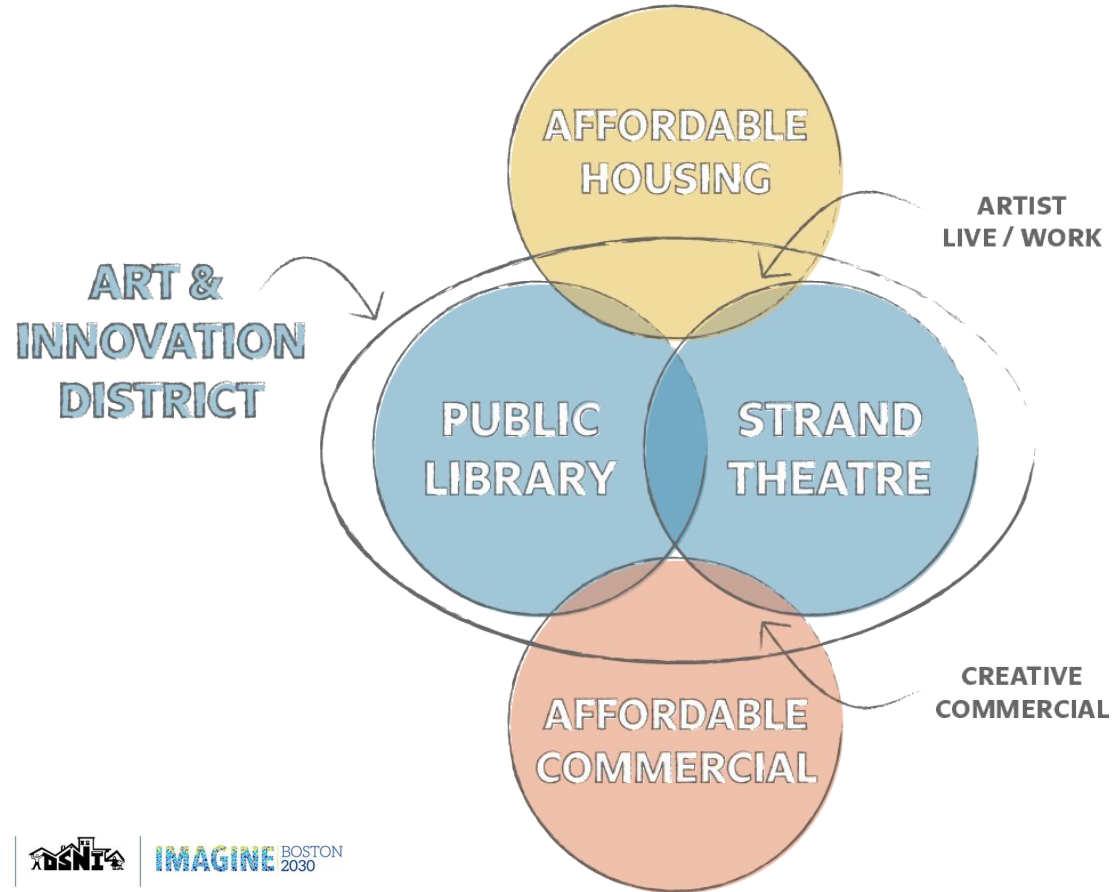 AFFORDABLE
HOUSING
ARTIST
LIVE / WORK
ART &
INNOVATION
DISTRICT
PUBLIC
LIBRARY
STRAND
THEATRE
CREATIVE
COMMERCIAL
AFFORDABLE
COMMERCIAL
DSNI
IMAGINE BOSTON
2030